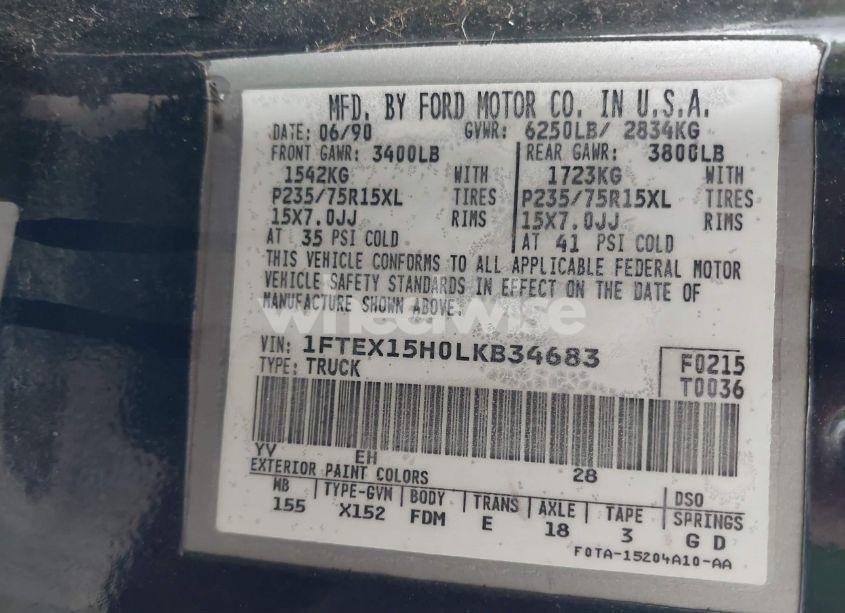 MFD. BY FORD MOTOR CO. IN U.S.A.
DATE: 06/90 GVWR: 6250LB/ 2834KG
FRONT GAWR: 3400LB REAR GAWR: 3800LB
1542KG WITH 1723KG WITH
P235/75R15XL TIRES P235/75R15XL TIRES
15X7.0JJ RIMS 15X7.0JJ RIMS
AT 35 PSI COLD AT 41 PSI COLD
THIS VEHICLE CONFORMS TO ALL APPLICABLE FEDERAL MOTOR
VEHICLE SAFETY STANDARDS IN EFFECT ON THE DATE OF
MANUFACTURE SHOWN ABOVE.
wheelwise
VIN: 1FTEX15H0LKB34683 F0215
TYPE: TRUCK T0036
YV EH 28
EXTERIOR PAINT COLORS DSO
WB TYPE-GVW BODY TRANS AXLE TAPE SPRINGS
155 X152 FDM E 18 3 G D
F0TA-15204A10-AA